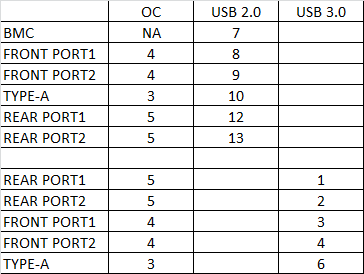 OC USB 2.0 USB 3.0
BMC NA 7
FRONT PORT1 4 8
FRONT PORT2 4 9
TYPE-A 3 10
REAR PORT1 5 12
REAR PORT2 5 13
REAR PORT1 5 1
REAR PORT2 5 2
FRONT PORT1 4 3
FRONT PORT2 4 4
TYPE-A 3 6